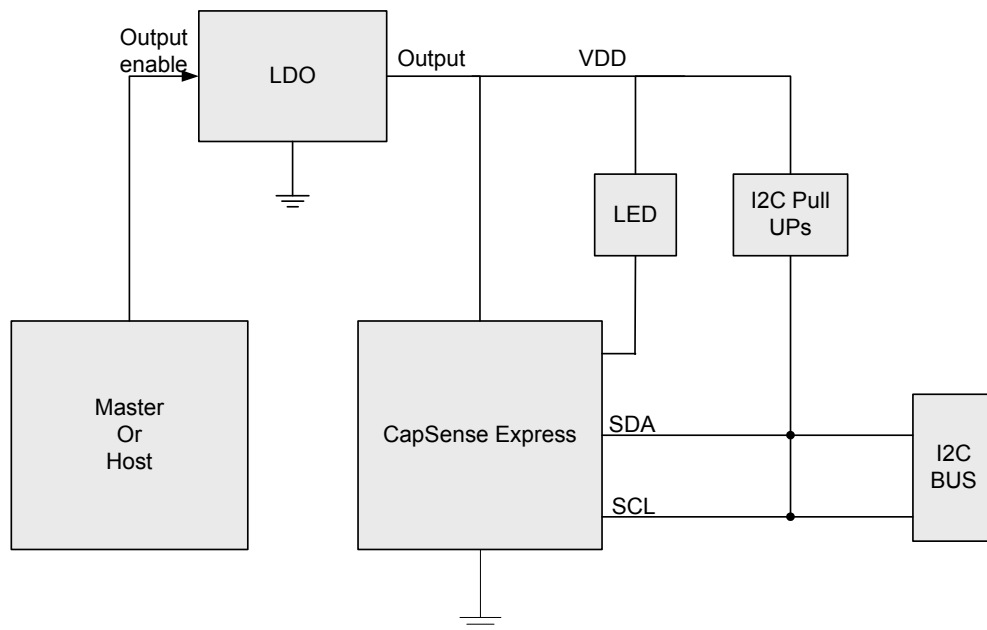 Output
enable
LDO
Output
VDD
LED
I2C Pull
UPs
Master
Or
Host
CapSense Express
SDA
SCL
I2C
BUS